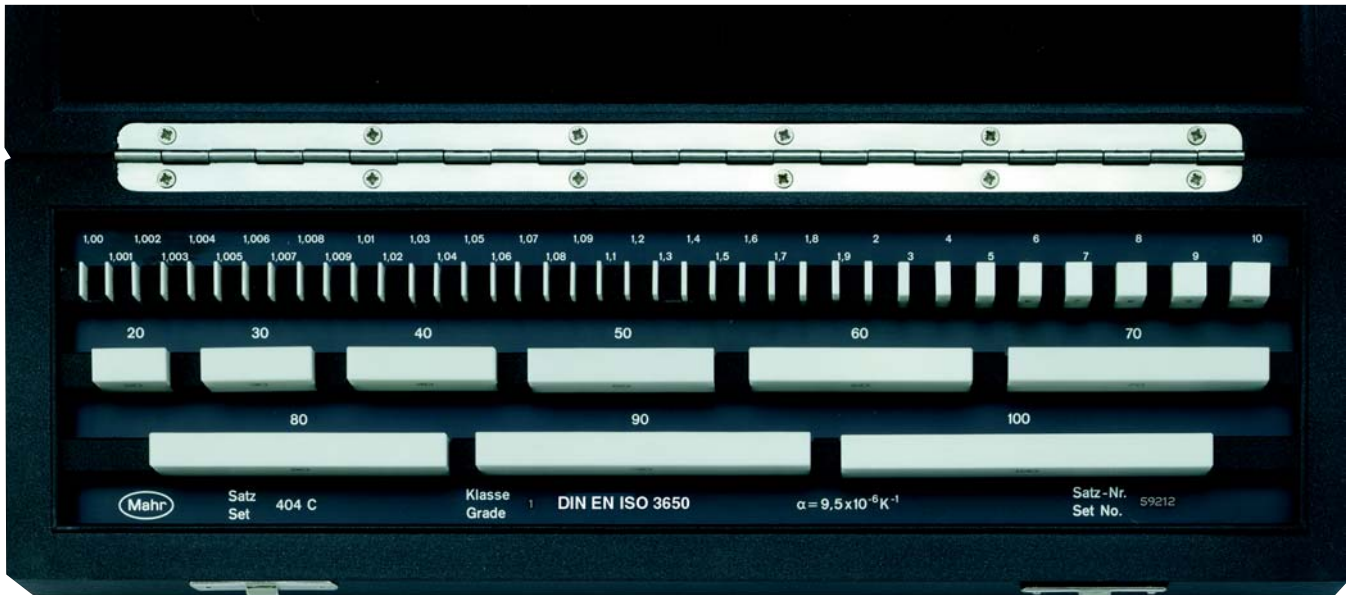 1,00 1,002 1,004 1,006 1,008 1,01 1,03 1,05 1,07 1,09 1,2 1,4 1,6 1,8 2 4 6 8 10
1,001 1,003 1,005 1,007 1,009 1,02 1,04 1,06 1,08 1,1 1,3 1,5 1,7 1,9 3 5 7 9
20 30 40 50 60 70
80 90 100
Mahr Satz Set 404 C Klasse Grade 1 DIN EN ISO 3650 α = 9,5x10⁻⁶K⁻¹ Satz-Nr. Set No. 59212